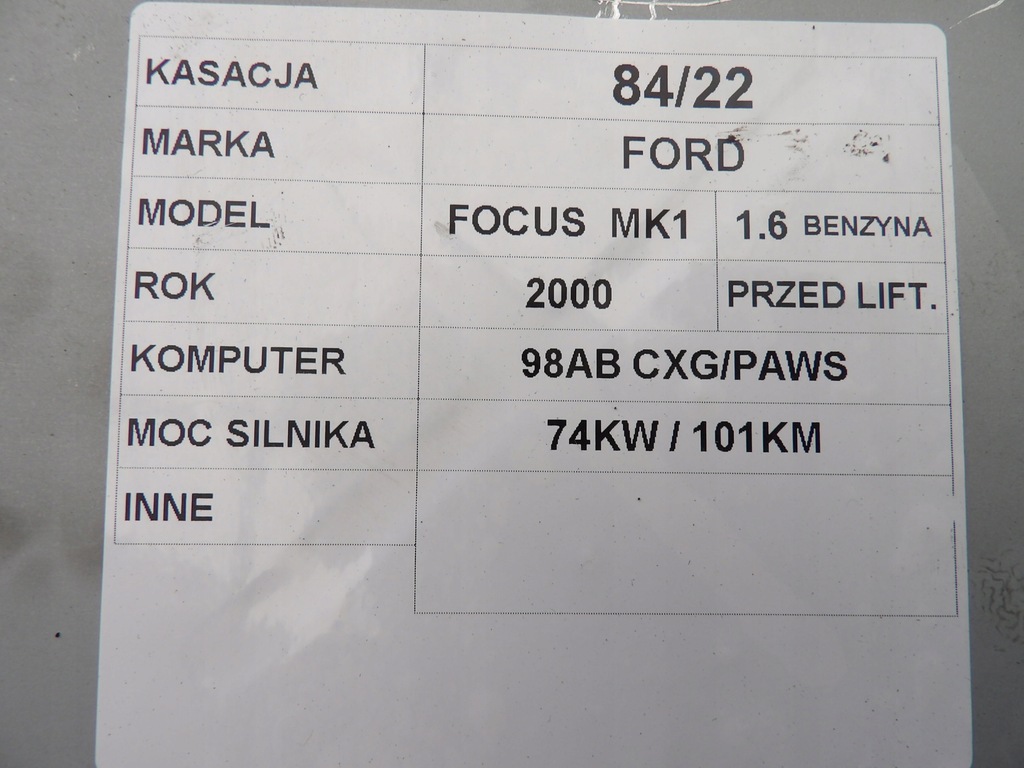 KASACJA 84/22
MARKA FORD
MODEL FOCUS MK1 1.6 BENZYNA
ROK 2000 PRZED LIFT.
KOMPUTER 98AB CXG/PAWS
MOC SILNIKA 74KW / 101KM
INNE